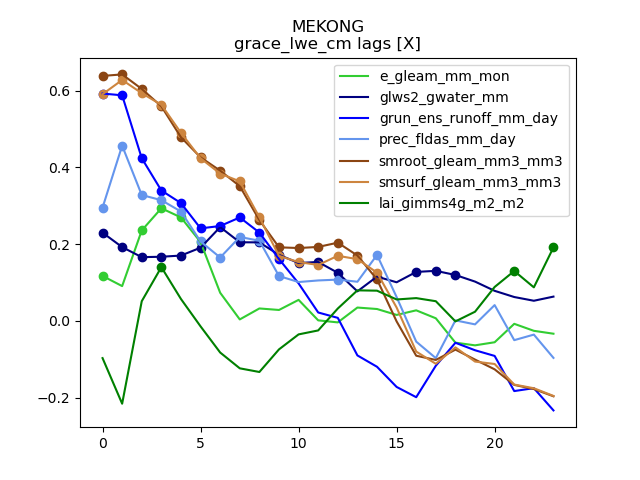 MEKONG
grace_lwe_cm lags [X]
e_gleam_mm_mon
glws2_gwater_mm
grun_ens_runoff_mm_day
prec_fldas_mm_day
smroot_gleam_mm3_mm3
smsurf_gleam_mm3_mm3
lai_gimms4g_m2_m2
0.6
0.4
0.2
0.0
−0.2
0 5 10 15 20